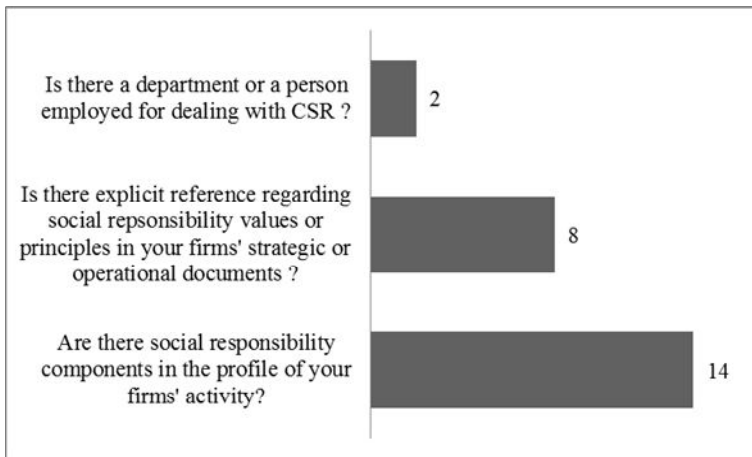 Is there a department or a person
employed for dealing with CSR ?
2
Is there explicit reference regarding
social repsonsibility values or
principles in your firms' strategic or
operational documents ?
8
Are there social responsibility
components in the profile of your
firms' activity?
14